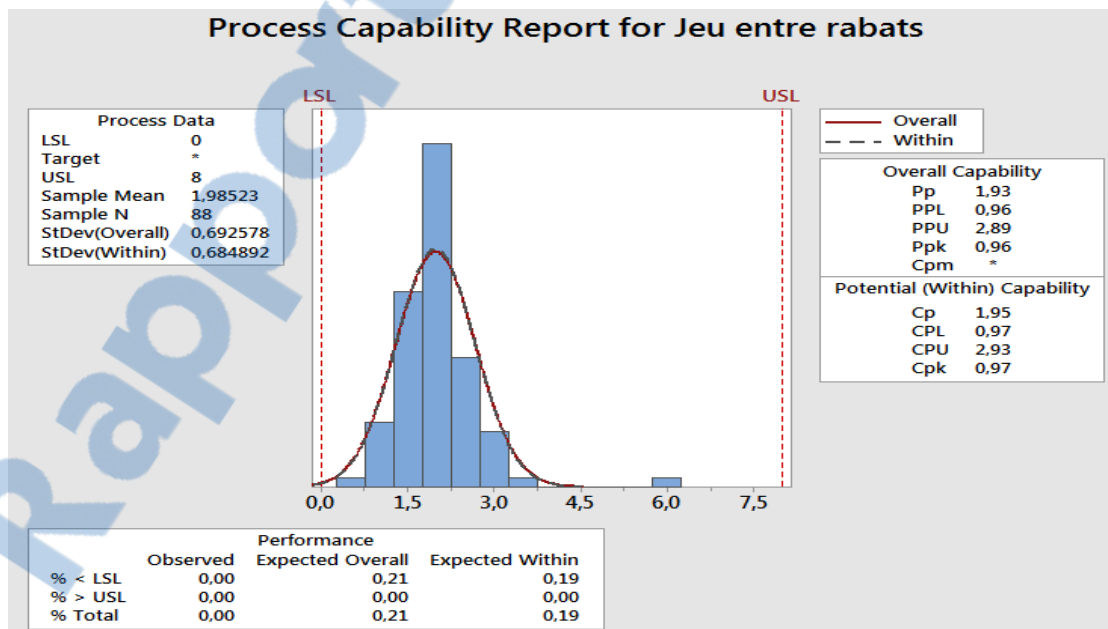 Process Capability Report for Jeu entre rabats
LSL
USL
Process Data
LSL 0
Target *
USL 8
Sample Mean 1,98523
Sample N 88
StDev(Overall) 0,692578
StDev(Within) 0,684892
Overall
Within
Overall Capability
Pp 1,93
PPL 0,96
PPU 2,89
Ppk 0,96
Cpm *
Potential (Within) Capability
Cp 1,95
CPL 0,97
CPU 2,93
Cpk 0,97
0,0 1,5 3,0 4,5 6,0 7,5
Performance
Observed Expected Overall Expected Within
% < LSL 0,00 0,21 0,19
% > USL 0,00 0,00 0,00
% Total 0,00 0,21 0,19
Rapport